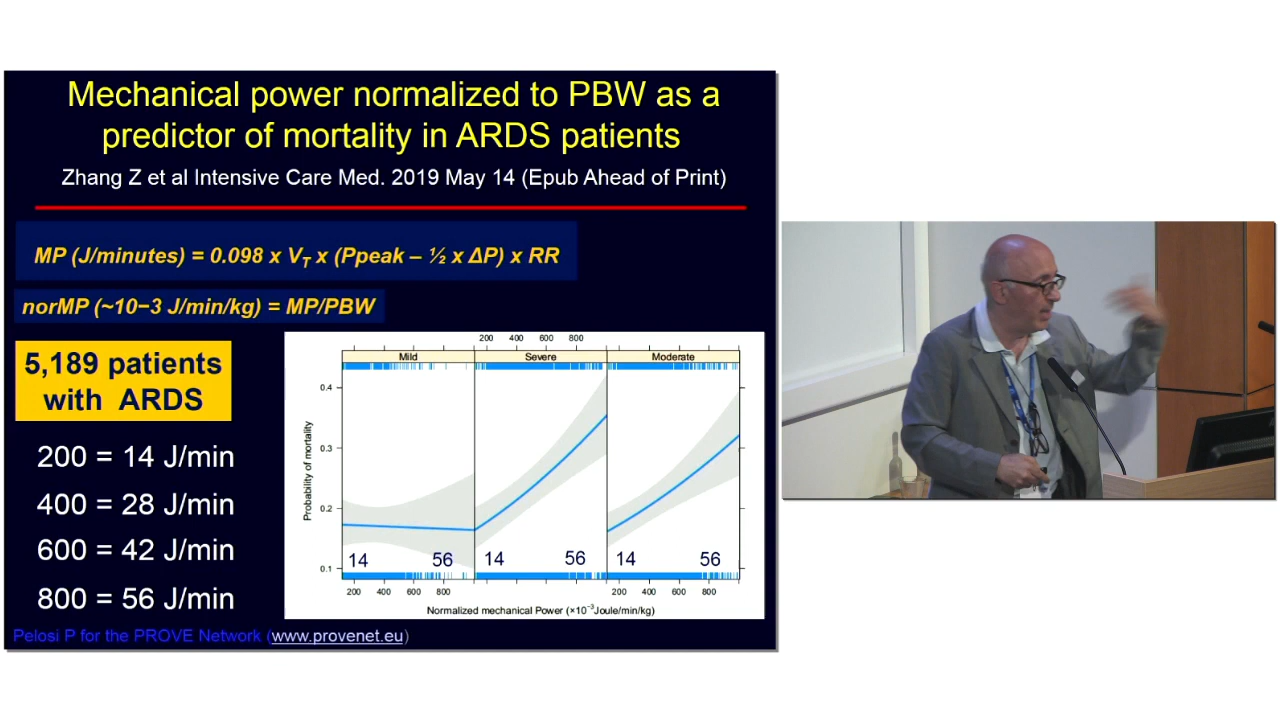 Mechanical power normalized to PBW as a
predictor of mortality in ARDS patients
Zhang Z et al Intensive Care Med. 2019 May 14 (Epub Ahead of Print)
MP (J/minutes) = 0.098 x VT x (Ppeak – ½ x ΔP) x RR
norMP (~10−3 J/min/kg) = MP/PBW
5,189 patients
with ARDS
200 = 14 J/min
400 = 28 J/min
600 = 42 J/min
800 = 56 J/min
200 400 600 800
Mild Severe Moderate
0.4
0.3
0.2
0.1
Probability of mortality
14 56 14 56 14 56
200 400 600 800 200 400 600 800
Normalized mechanical Power (×10⁻³Joule/min/kg)
Pelosi P for the PROVE Network (www.provenet.eu)